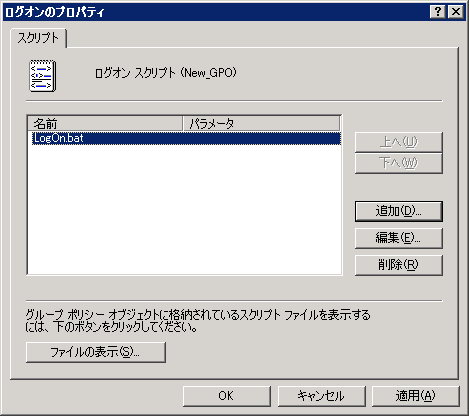 ログオンのプロパティ
スクリプト
ログオン スクリプト (New_GPO)
名前 パラメータ
LogOn.bat
上へ(U)
下へ(W)
追加(D)...
編集(E)...
削除(R)
グループ ポリシー オブジェクトに格納されているスクリプト ファイルを表示する
には、下のボタンをクリックしてください。
ファイルの表示(S)...
OK キャンセル 適用(A)